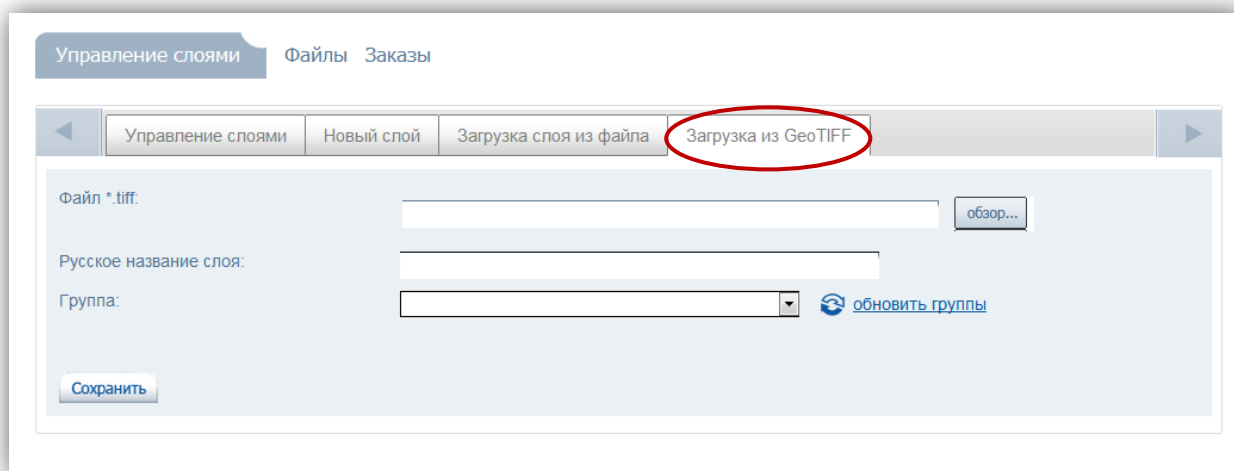 Управление слоями Файлы Заказы
Управление слоями Новый слой Загрузка слоя из файла Загрузка из GeoTIFF
Файл *.tiff:
обзор...
Русское название слоя:
Группа:
обновить группы
Сохранить